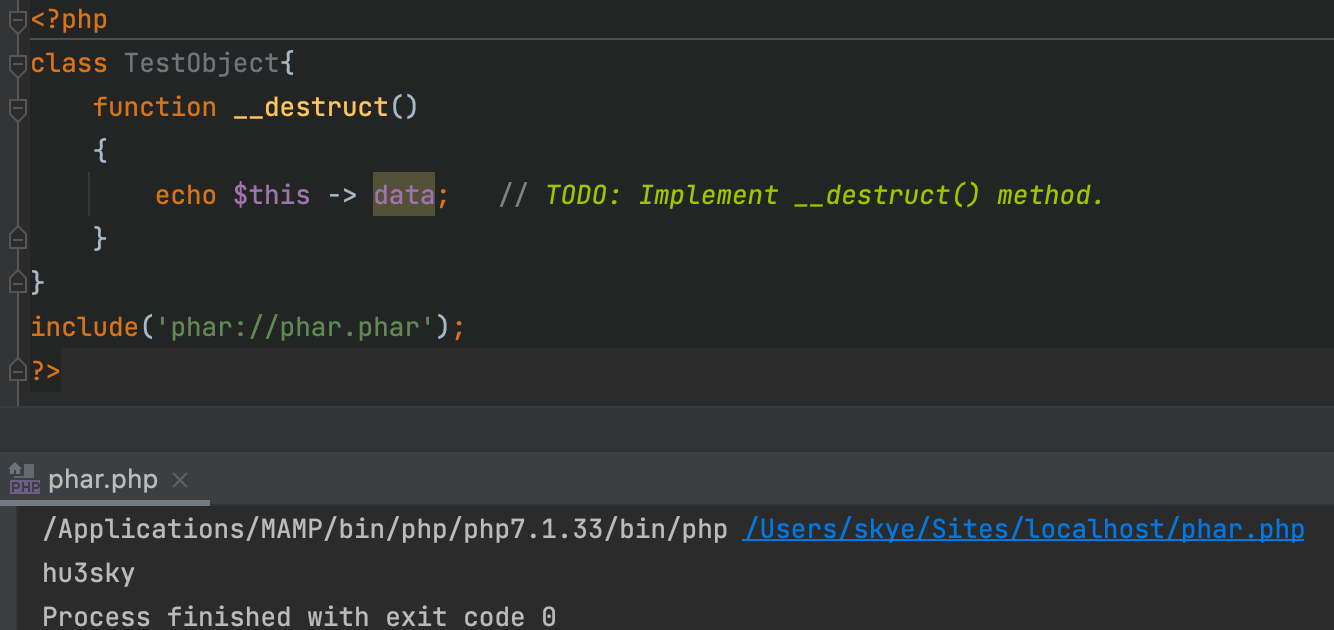 <?php
class TestObject{
    function __destruct()
    {
        echo $this -> data;   // TODO: Implement __destruct() method.
    }
}
include('phar://phar.phar');
?>
PHP phar.php ×
/Applications/MAMP/bin/php/php7.1.33/bin/php /Users/skye/Sites/localhost/phar.php
hu3sky
Process finished with exit code 0